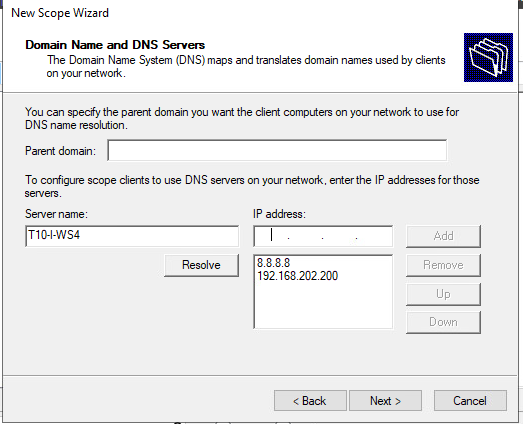 New Scope Wizard
Domain Name and DNS Servers
The Domain Name System (DNS) maps and translates domain names used by clients
on your network.
You can specify the parent domain you want the client computers on your network to use for
DNS name resolution.
Parent domain:
To configure scope clients to use DNS servers on your network, enter the IP addresses for those
servers.
Server name:
IP address:
T10-I-WS4
. . .
Add
Resolve
8.8.8.8
192.168.202.200
Remove
Up
Down
< Back
Next >
Cancel